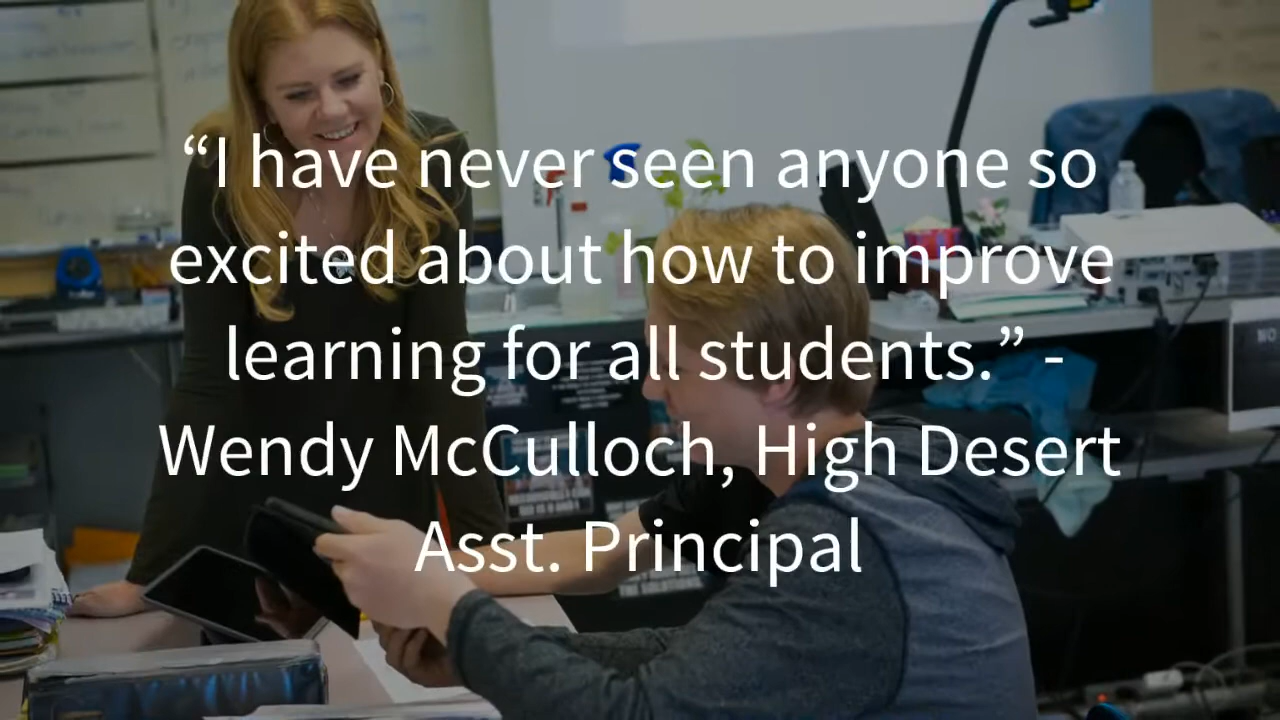 “I have never seen anyone so
excited about how to improve
learning for all students.” -
Wendy McCulloch, High Desert
Asst. Principal